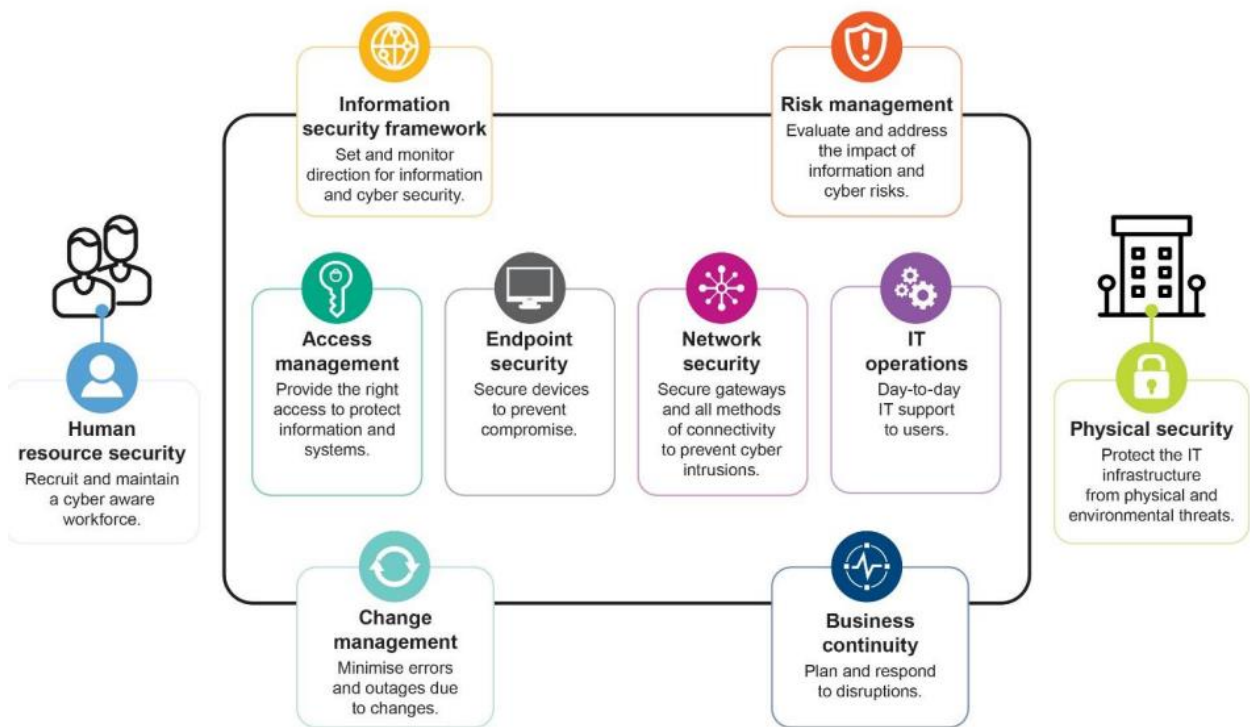 Information
security framework
Set and monitor
direction for information
and cyber security.
Risk management
Evaluate and address
the impact of
information and
cyber risks.
Human
resource security
Recruit and maintain
a cyber aware
workforce.
Access
management
Provide the right
access to protect
information and
systems.
Endpoint
security
Secure devices
to prevent
compromise.
Network
security
Secure gateways
and all methods
of connectivity
to prevent cyber
intrusions.
IT
operations
Day-to-day
IT support
to users.
Physical security
Protect the IT
infrastructure
from physical and
environmental threats.
Change
management
Minimise errors
and outages due
to changes.
Business
continuity
Plan and respond
to disruptions.